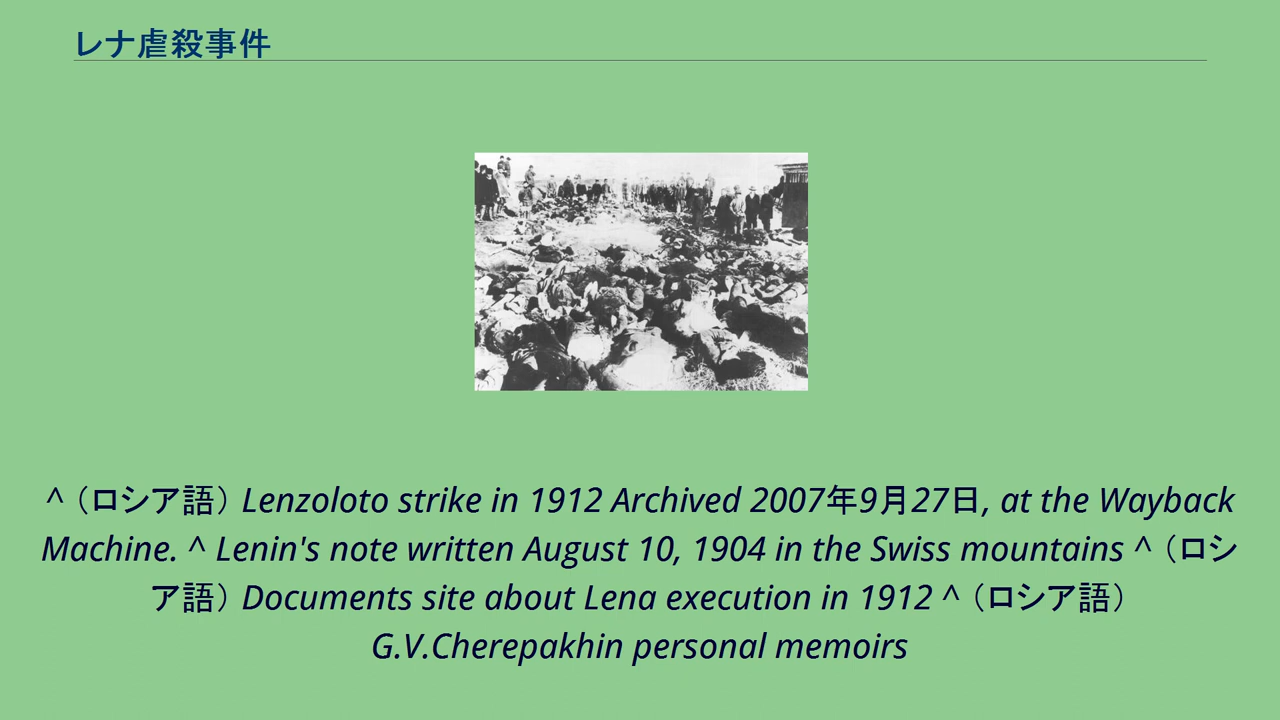 レナ虐殺事件
^ （ロシア語） Lenzoloto strike in 1912 Archived 2007年9月27日, at the Wayback
Machine. ^ Lenin's note written August 10, 1904 in the Swiss mountains ^ （ロシ
ア語） Documents site about Lena execution in 1912 ^ （ロシア語）
G.V.Cherepakhin personal memoirs